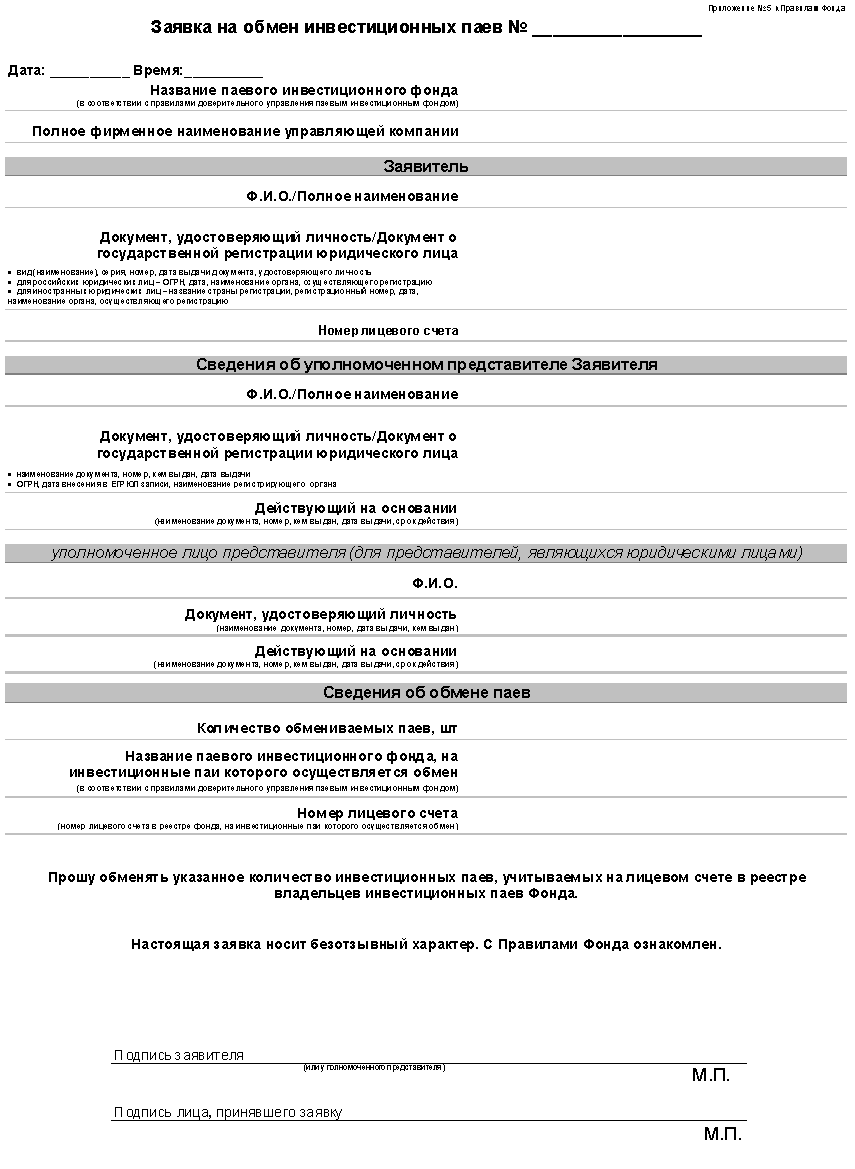 Приложение №5 к Правилам Фонда
Заявка на обмен инвестиционных паев № _________________
Дата: __________ Время:__________
Название паевого инвестиционного фонда
(в соответствии с правилами доверительного управления паевым инвестиционным фондом)
Полное фирменное наименование управляющей компании
Заявитель
Ф.И.О./Полное наименование
Документ, удостоверяющий личность/Документ о
государственной регистрации юридического лица
• вид (наименование), серия, номер, дата выдачи документа, удостоверяющего личность
• для российских юридических лиц – ОГРН, дата, наименование органа, осуществляющего регистрацию
• для иностранных юридических лиц – название страны регистрации, регистрационный номер, дата,
наименование органа, осуществляющего регистрацию
Номер лицевого счета
Сведения об уполномоченном представителе Заявителя
Ф.И.О./Полное наименование
Документ, удостоверяющий личность/Документ о
государственной регистрации юридического лица
• наименование документа, номер, кем выдан, дата выдачи
• ОГРН, дата внесения в ЕГРЮЛ записи, наименование регистрирующего органа
Действующий на основании
(наименование документа, номер, кем выдан, дата выдачи, срок действия)
уполномоченное лицо представителя (для представителей, являющихся юридическими лицами)
Ф.И.О.
Документ, удостоверяющий личность
(наименование документа, номер, дата выдачи, кем выдан)
Действующий на основании
(наименование документа, номер, кем выдан, дата выдачи, срок действия)
Сведения об обмене паев
Количество обмениваемых паев, шт
Название паевого инвестиционного фонда, на
инвестиционные паи которого осуществляется обмен
(в соответствии с правилами доверительного управления паевым инвестиционным фондом)
Номер лицевого счета
(номер лицевого счета в реестре фонда, на инвестиционные паи которого осуществляется обмен)
Прошу обменять указанное количество инвестиционных паев, учитываемых на лицевом счете в реестре
владельцев инвестиционных паев Фонда.
Настоящая заявка носит безотзывный характер. С Правилами Фонда ознакомлен.
Подпись заявителя
(или уполномоченного представителя)
М.П.
Подпись лица, принявшего заявку
М.П.